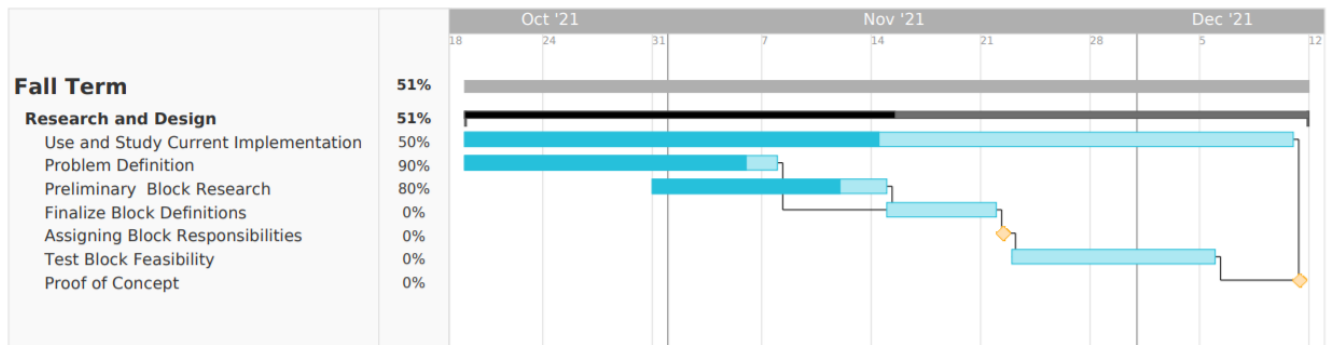 Oct '21 Nov '21 Dec '21
18 24 31 7 14 21 28 5 12
Fall Term 51%
Research and Design 51%
Use and Study Current Implementation 50%
Problem Definition 90%
Preliminary Block Research 80%
Finalize Block Definitions 0%
Assigning Block Responsibilities 0%
Test Block Feasibility 0%
Proof of Concept 0%